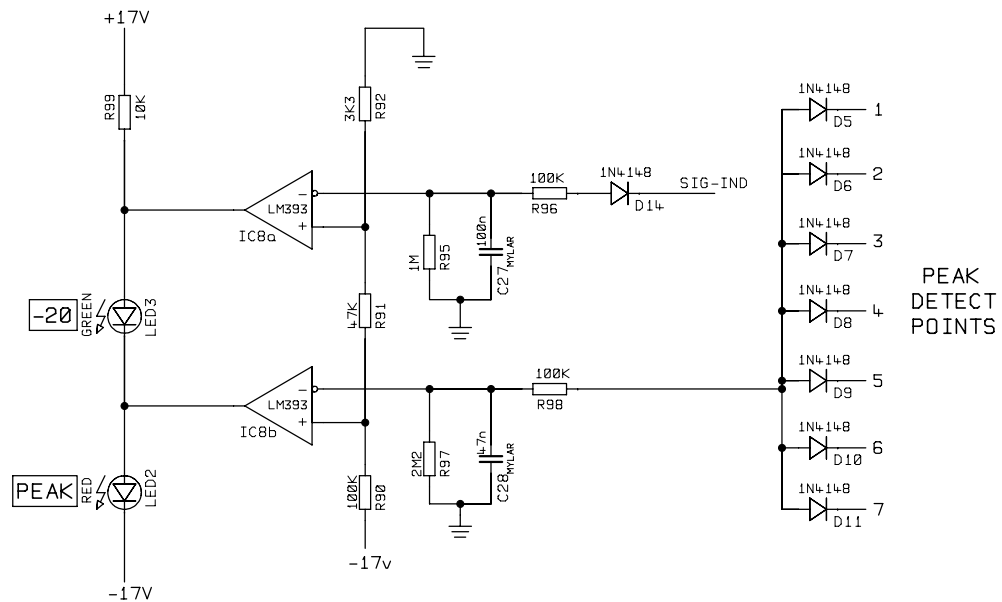 +17V
R99
10K
3K3
R92
1N4148
1
D5
1N4148
2
D6
100K
1N4148
SIG-IND
R96
D14
−
LM393
+
IC8a
1M
R95
100n
C27
MYLAR
1N4148
3
D7
PEAK
DETECT
POINTS
-20
GREEN
LED3
47K
R91
1N4148
4
D8
100K
R98
1N4148
5
D9
−
LM393
+
IC8b
2M2
R97
47n
C28
MYLAR
1N4148
6
D10
PEAK
RED
LED2
100K
R90
1N4148
7
D11
-17v
-17V